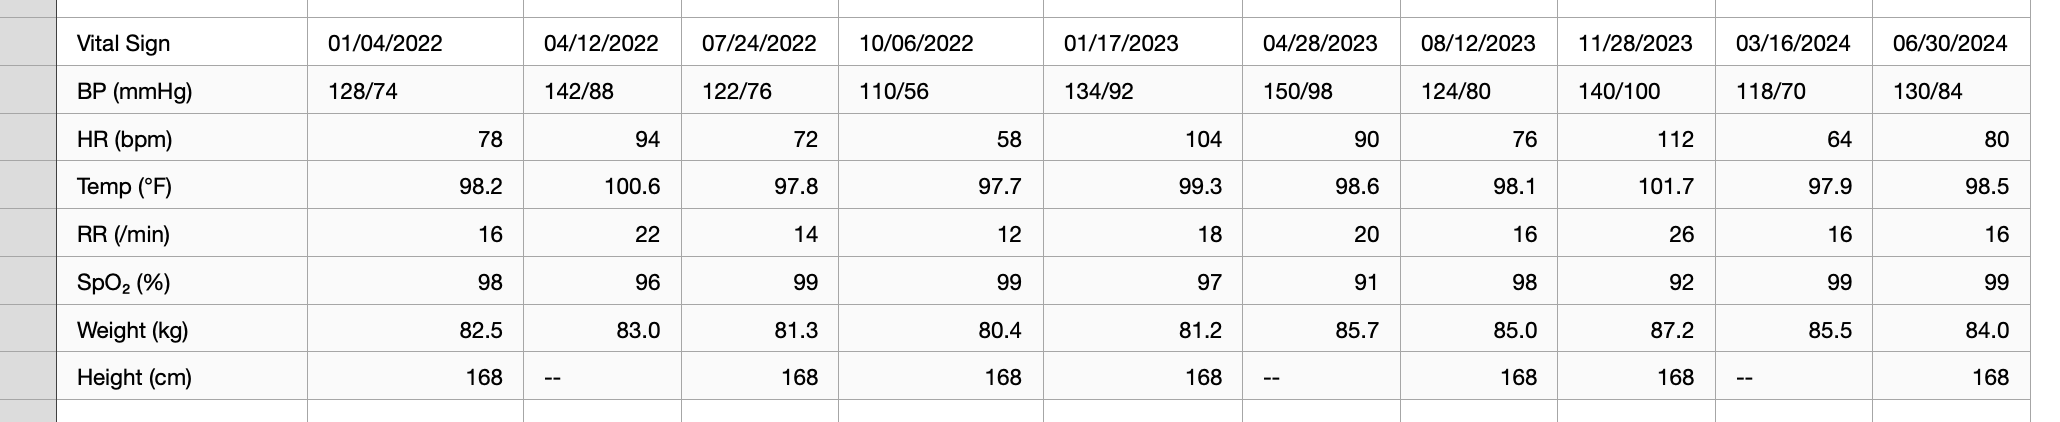 Vital Sign 01/04/2022 04/12/2022 07/24/2022 10/06/2022 01/17/2023 04/28/2023 08/12/2023 11/28/2023 03/16/2024 06/30/2024
BP (mmHg) 128/74 142/88 122/76 110/56 134/92 150/98 124/80 140/100 118/70 130/84
HR (bpm) 78 94 72 58 104 90 76 112 64 80
Temp (°F) 98.2 100.6 97.8 97.7 99.3 98.6 98.1 101.7 97.9 98.5
RR (/min) 16 22 14 12 18 20 16 26 16 16
SpO₂ (%) 98 96 99 99 97 91 98 92 99 99
Weight (kg) 82.5 83.0 81.3 80.4 81.2 85.7 85.0 87.2 85.5 84.0
Height (cm) 168 -- 168 168 168 -- 168 168 -- 168